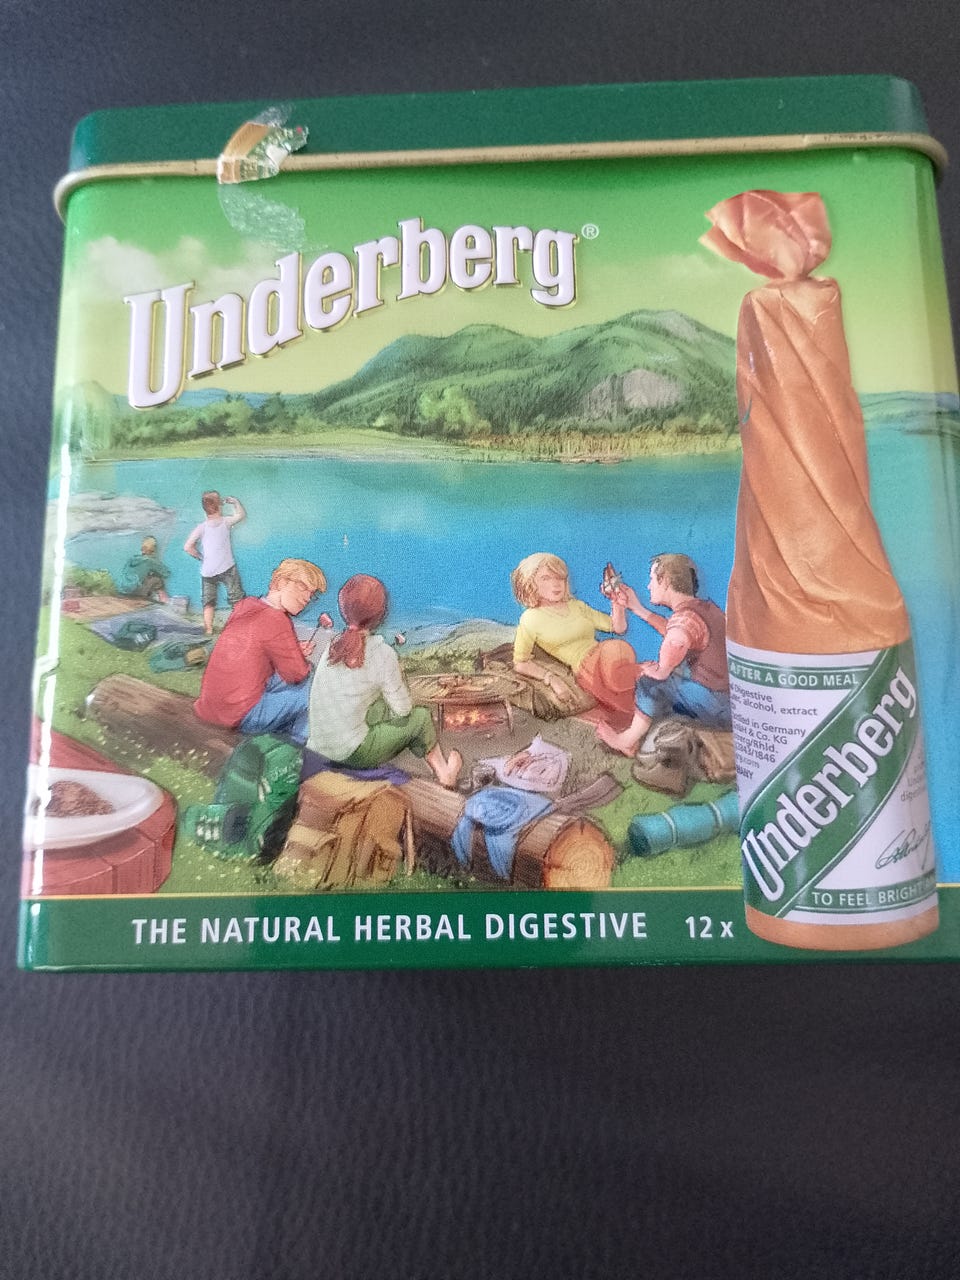 Underberg®
AFTER A GOOD MEAL
Digestive
alcohol, extract
in Germany
& Co. KG
Underberg
TO FEEL BRIGHT
THE NATURAL HERBAL DIGESTIVE 12 x